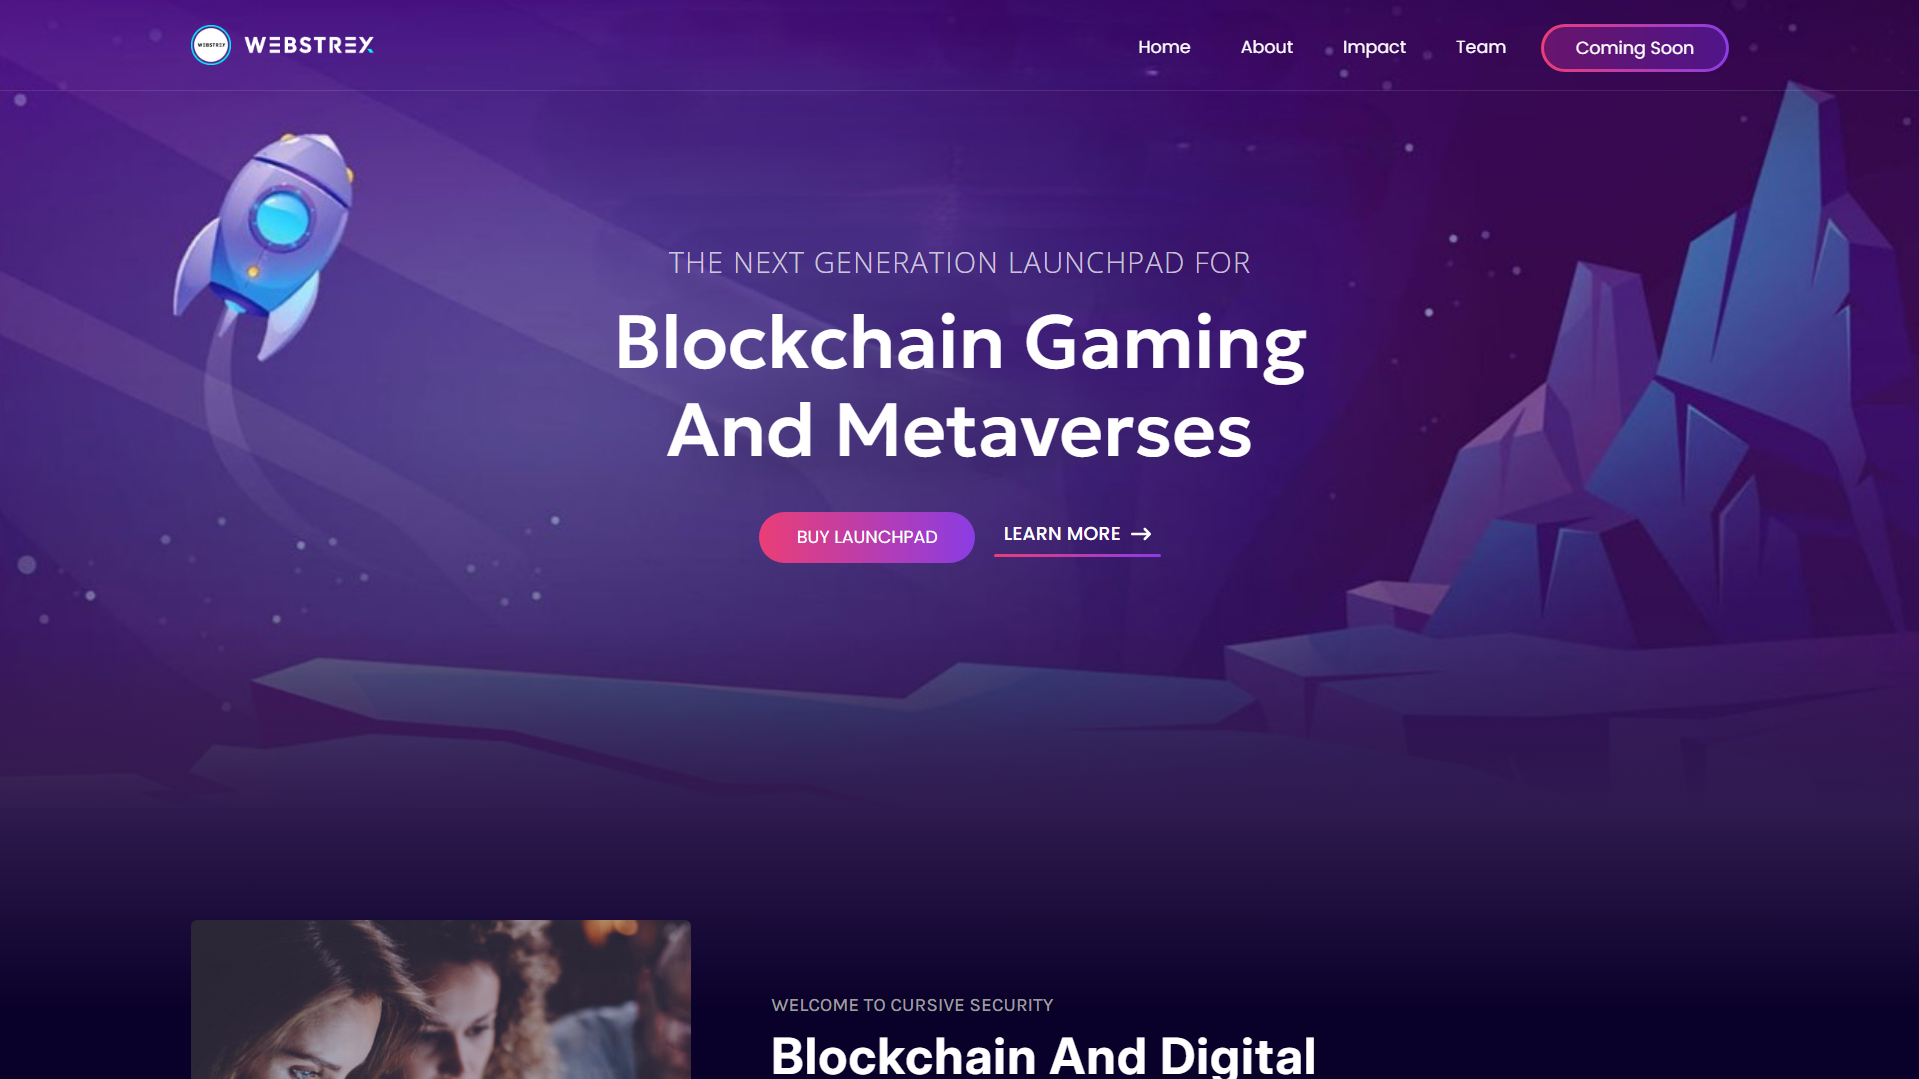 WEBSTREX
WEBSTREX
Home
About
Impact
Team
Coming Soon
THE NEXT GENERATION LAUNCHPAD FOR
Blockchain Gaming
And Metaverses
BUY LAUNCHPAD
LEARN MORE
WELCOME TO CURSIVE SECURITY
Blockchain And Digital